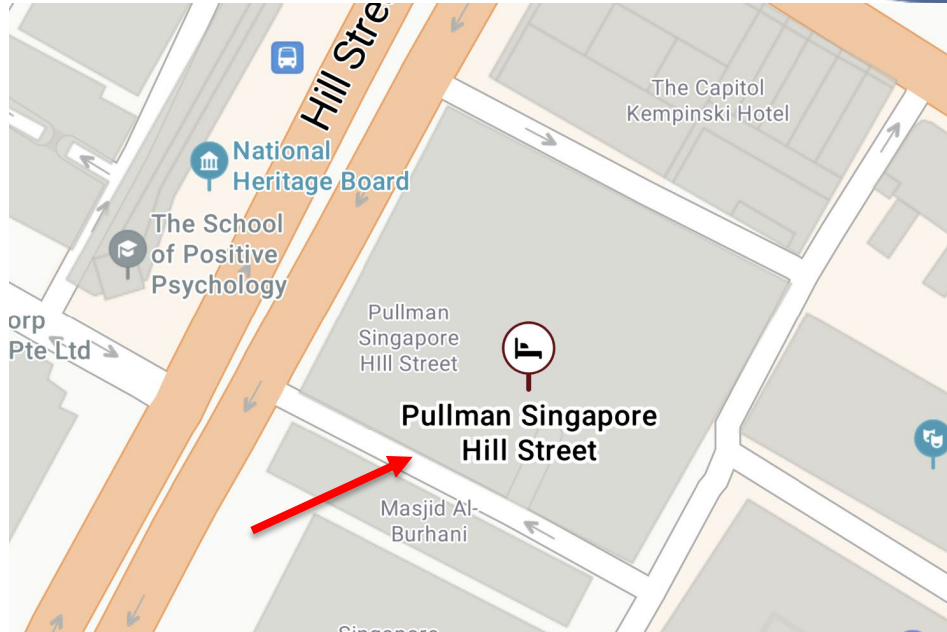 Hill Stre
The Capitol
Kempinski Hotel
National
Heritage Board
The School
of Positive
Psychology
orp
Pte Ltd
Pullman
Singapore
HIll Street
Pullman Singapore
Hill Street
Masjid Al-
Burhani
Singapore